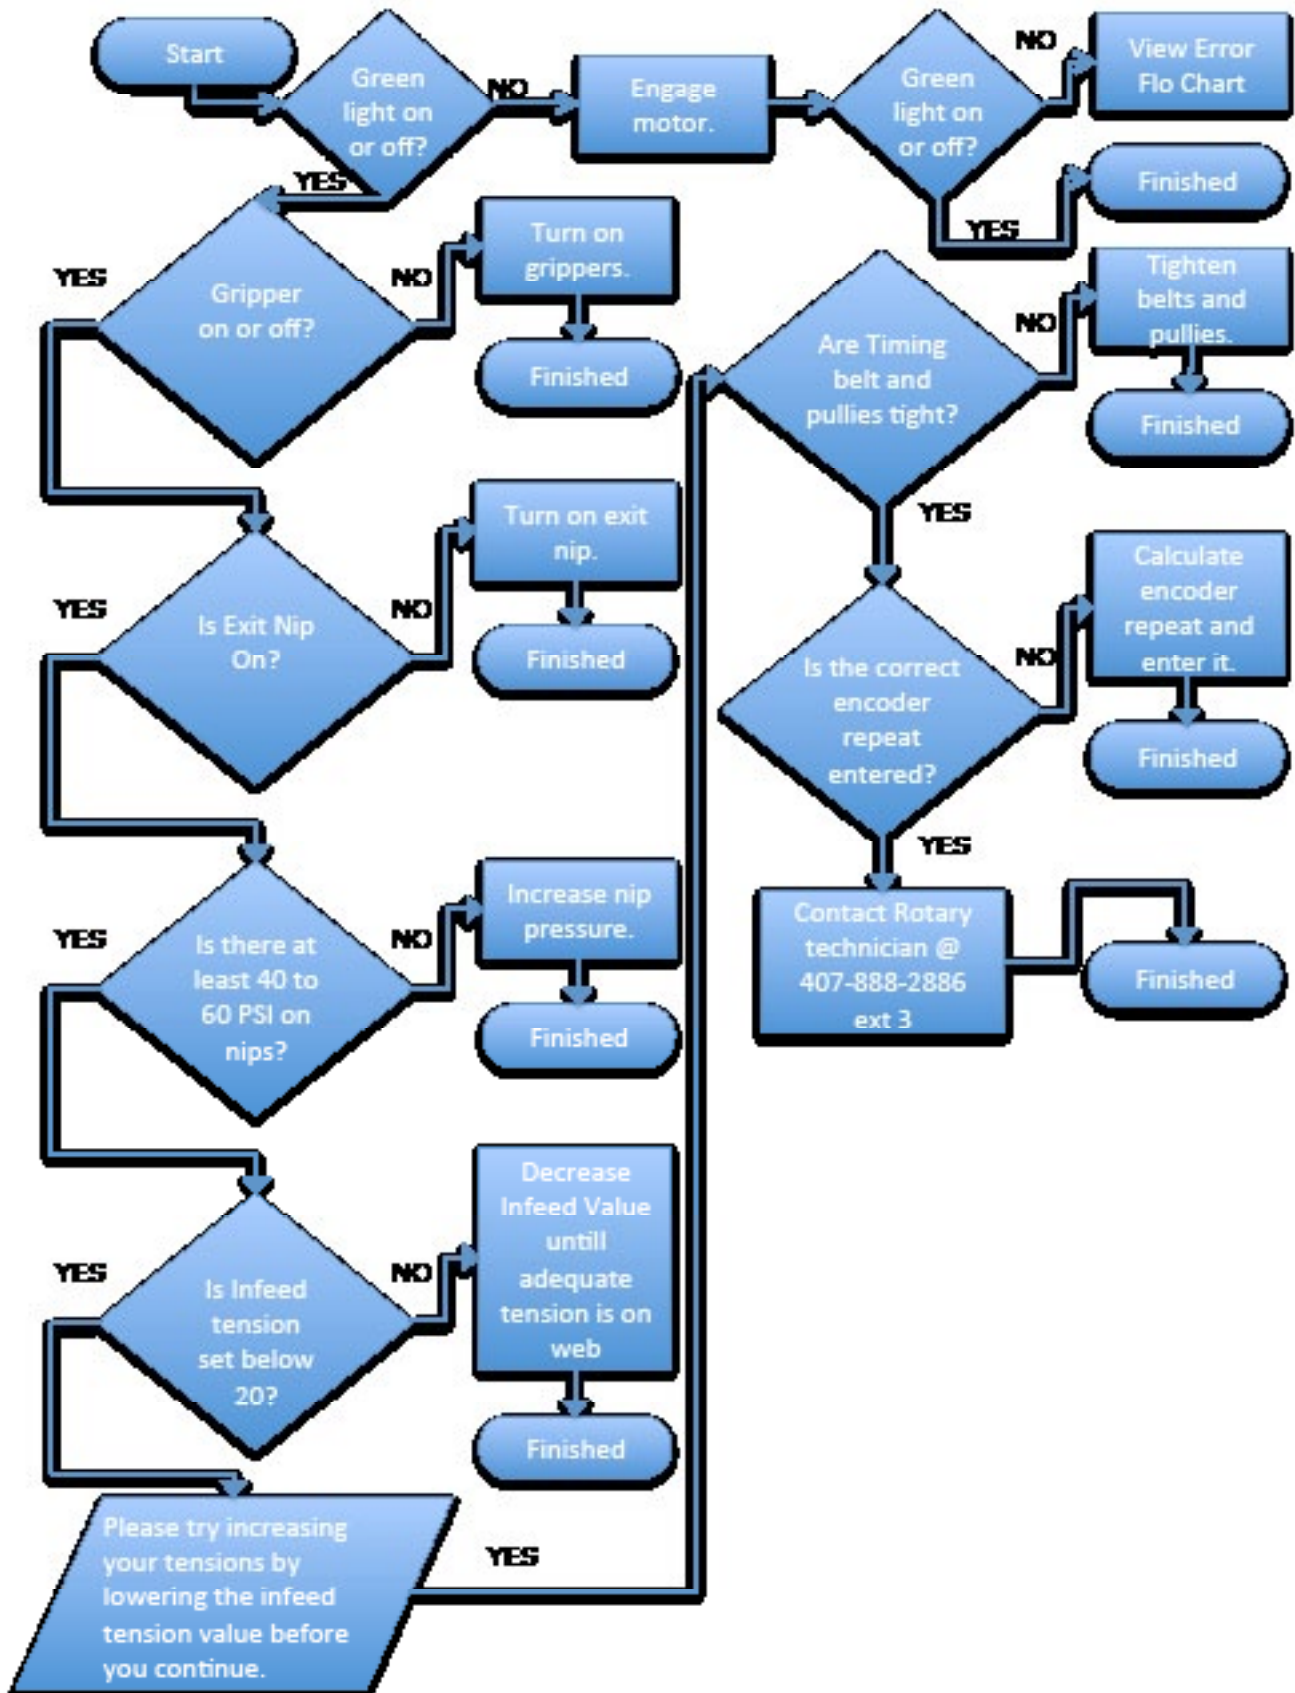 Start
Green
light on
or off?
NO
Engage
motor.
Green
light on
or off?
NO
View Error
Flo Chart
YES
Finished
YES
Gripper
on or off?
YES
NO
Turn on
grippers.
Finished
Is Exit Nip
On?
YES
NO
Turn on exit
nip.
Finished
Is there at
least 40 to
60 PSI on
nips?
YES
NO
Increase nip
pressure.
Finished
Is Infeed
tension
set below
20?
YES
NO
Decrease
Infeed Value
untill
adequate
tension is on
web
Finished
Please try increasing
your tensions by
lowering the infeed
tension value before
you continue.
YES
Are Timing
belt and
pullies tight?
NO
Tighten
belts and
pullies.
Finished
YES
Is the correct
encoder
repeat
entered?
NO
Calculate
encoder
repeat and
enter it.
Finished
YES
Contact Rotary
technician @
407-888-2886
ext 3
Finished